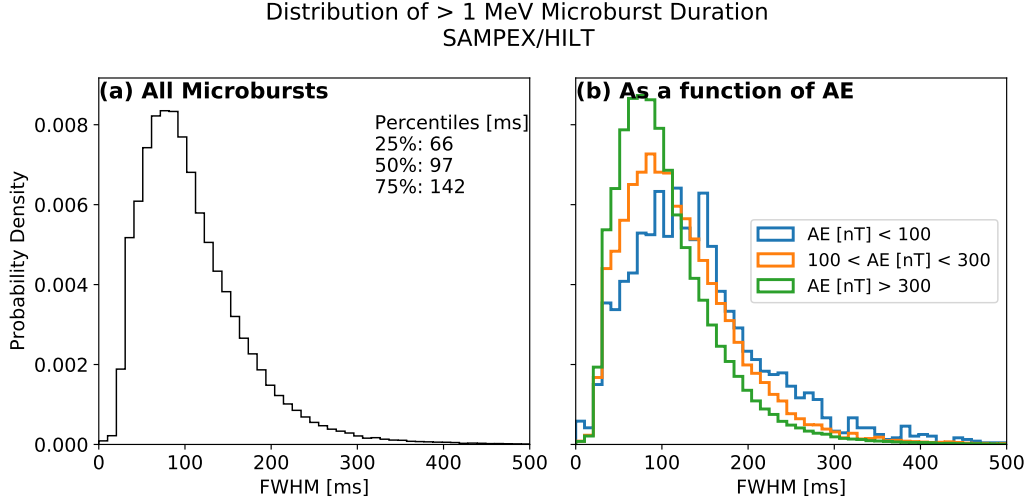 Distribution of > 1 MeV Microburst Duration
SAMPEX/HILT
(a) All Microbursts
Percentiles [ms]
25%: 66
50%: 97
75%: 142
Probability Density
0.008
0.006
0.004
0.002
0.000
0 100 200 300 400 500
FWHM [ms]
(b) As a function of AE
AE [nT] < 100
100 < AE [nT] < 300
AE [nT] > 300
0 100 200 300 400 500
FWHM [ms]